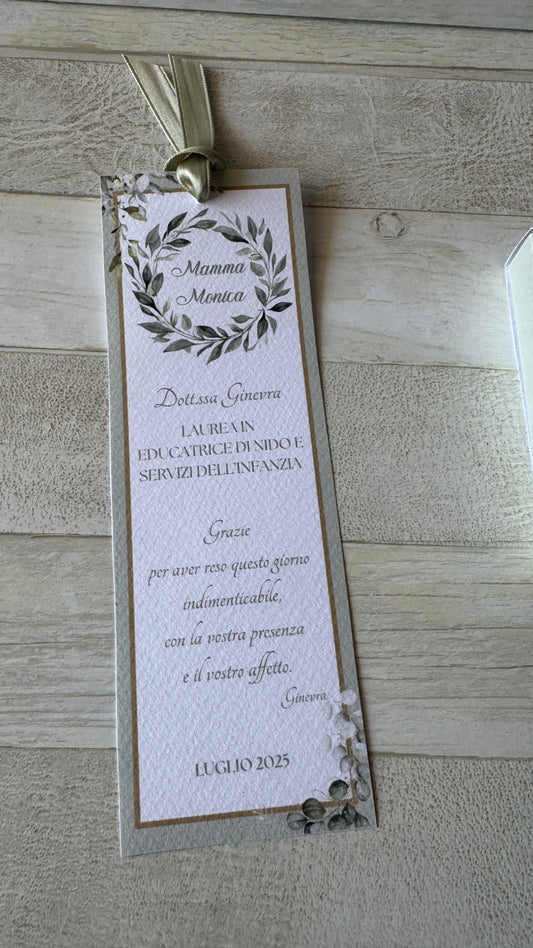 Mamma
Monica
Dott.ssa Ginevra
LAUREA IN
EDUCATRICE DI NIDO E
SERVIZI DELL'INFANZIA
Grazie
per aver reso questo giorno
indimenticabile,
con la vostra presenza
e il vostro affetto.
Ginevra
LUGLIO 2025